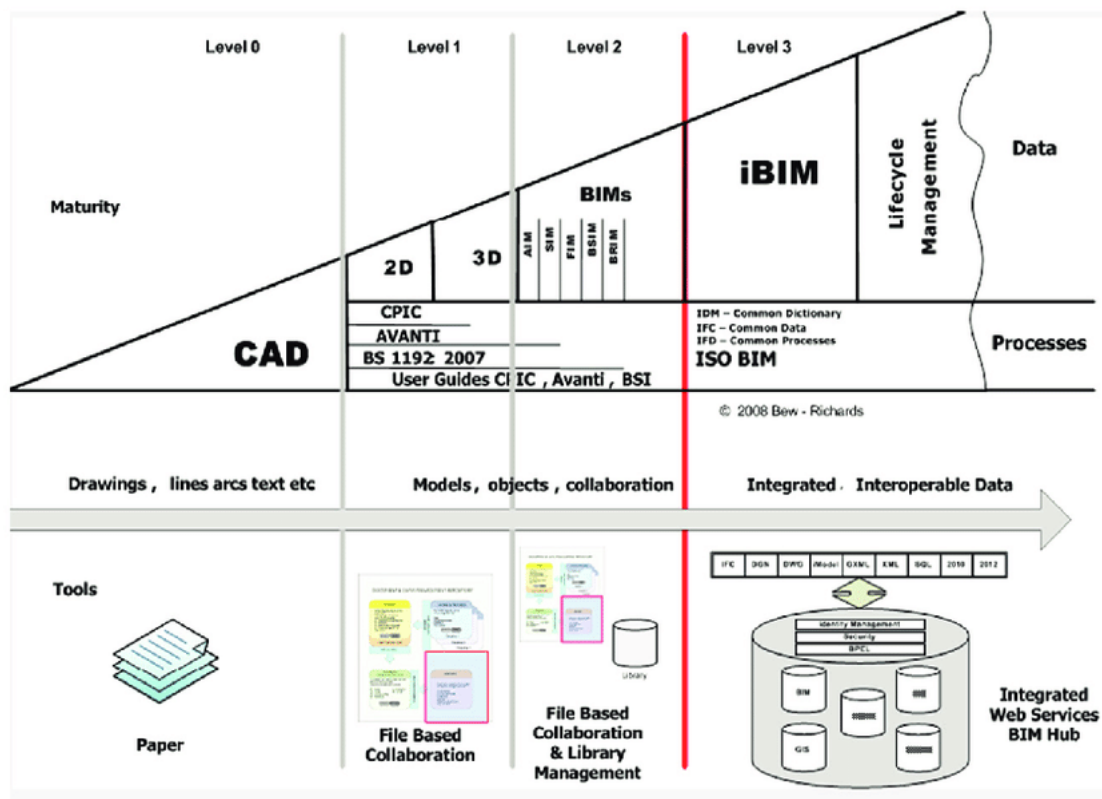 Level 0
Level 1
Level 2
Level 3
Maturity
CAD
2D
3D
BIMs
AIM
SIM
FIM
BSIM
BRIM
iBIM
Lifecycle
Management
Data
Processes
CPIC
AVANTI
BS 1192: 2007
User Guides CPIC , Avanti , BSI
IDM – Common Dictionary
IFC – Common Data
IFD – Common Processes
ISO BIM
© 2008 Bew - Richards
Drawings , lines arcs text etc
Models , objects , collaboration
Integrated , Interoperable Data
Tools
Paper
File Based
Collaboration
Library
File Based
Collaboration
& Library
Management
IFC
DGN
DWG
iModel
GXML
XML
SQL
2010
2012
Identity Management
Security
BPEL
BIM
GIS
Integrated
Web Services
BIM Hub